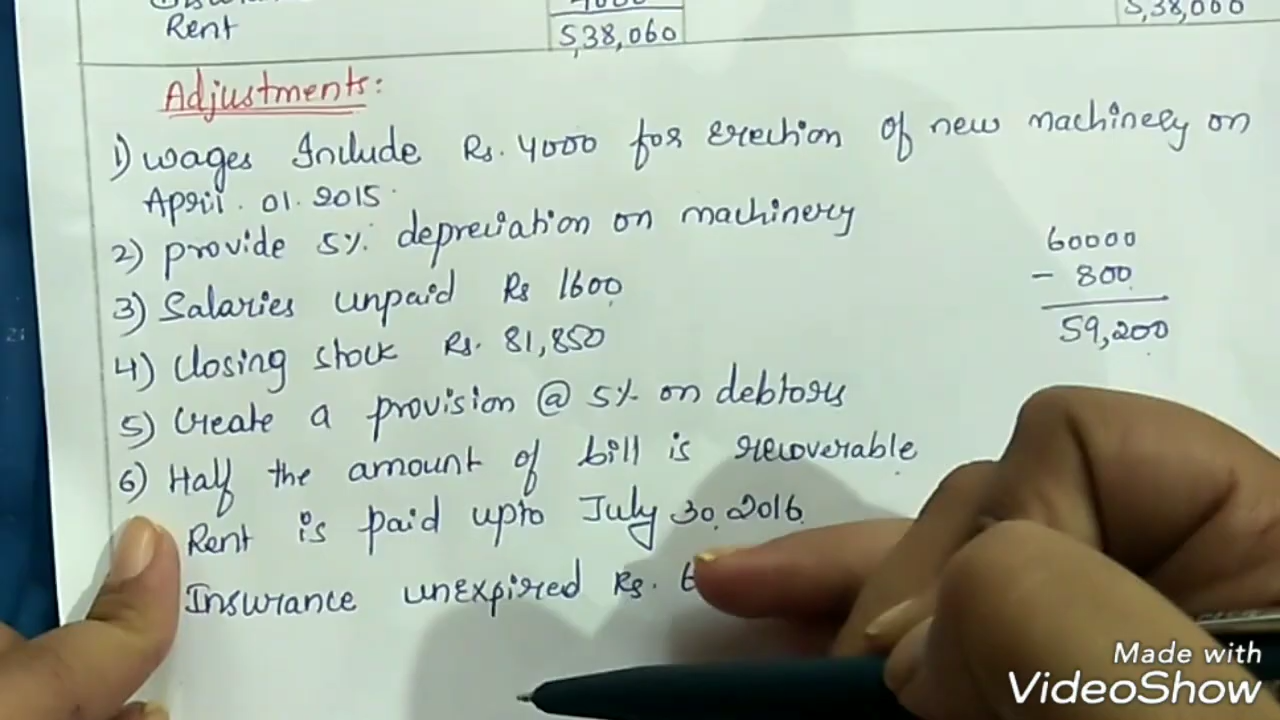 Rent
5,38,060
5,38,000
Adjustments:
1) wages Include Rs. 4000 for Erection of new machinery on
April. 01. 2015.
2) provide 5% depreciation on machinery
3) Salaries unpaid Rs 1600
4) Closing stock Rs. 81,850
5) Create a provision @ 5% on debtors
6) Half the amount of bill is recoverable
Rent is paid upto July 30. 2016.
Insurance unexpired Rs. 6
60000
- 800
59,200
Made with
VideoShow